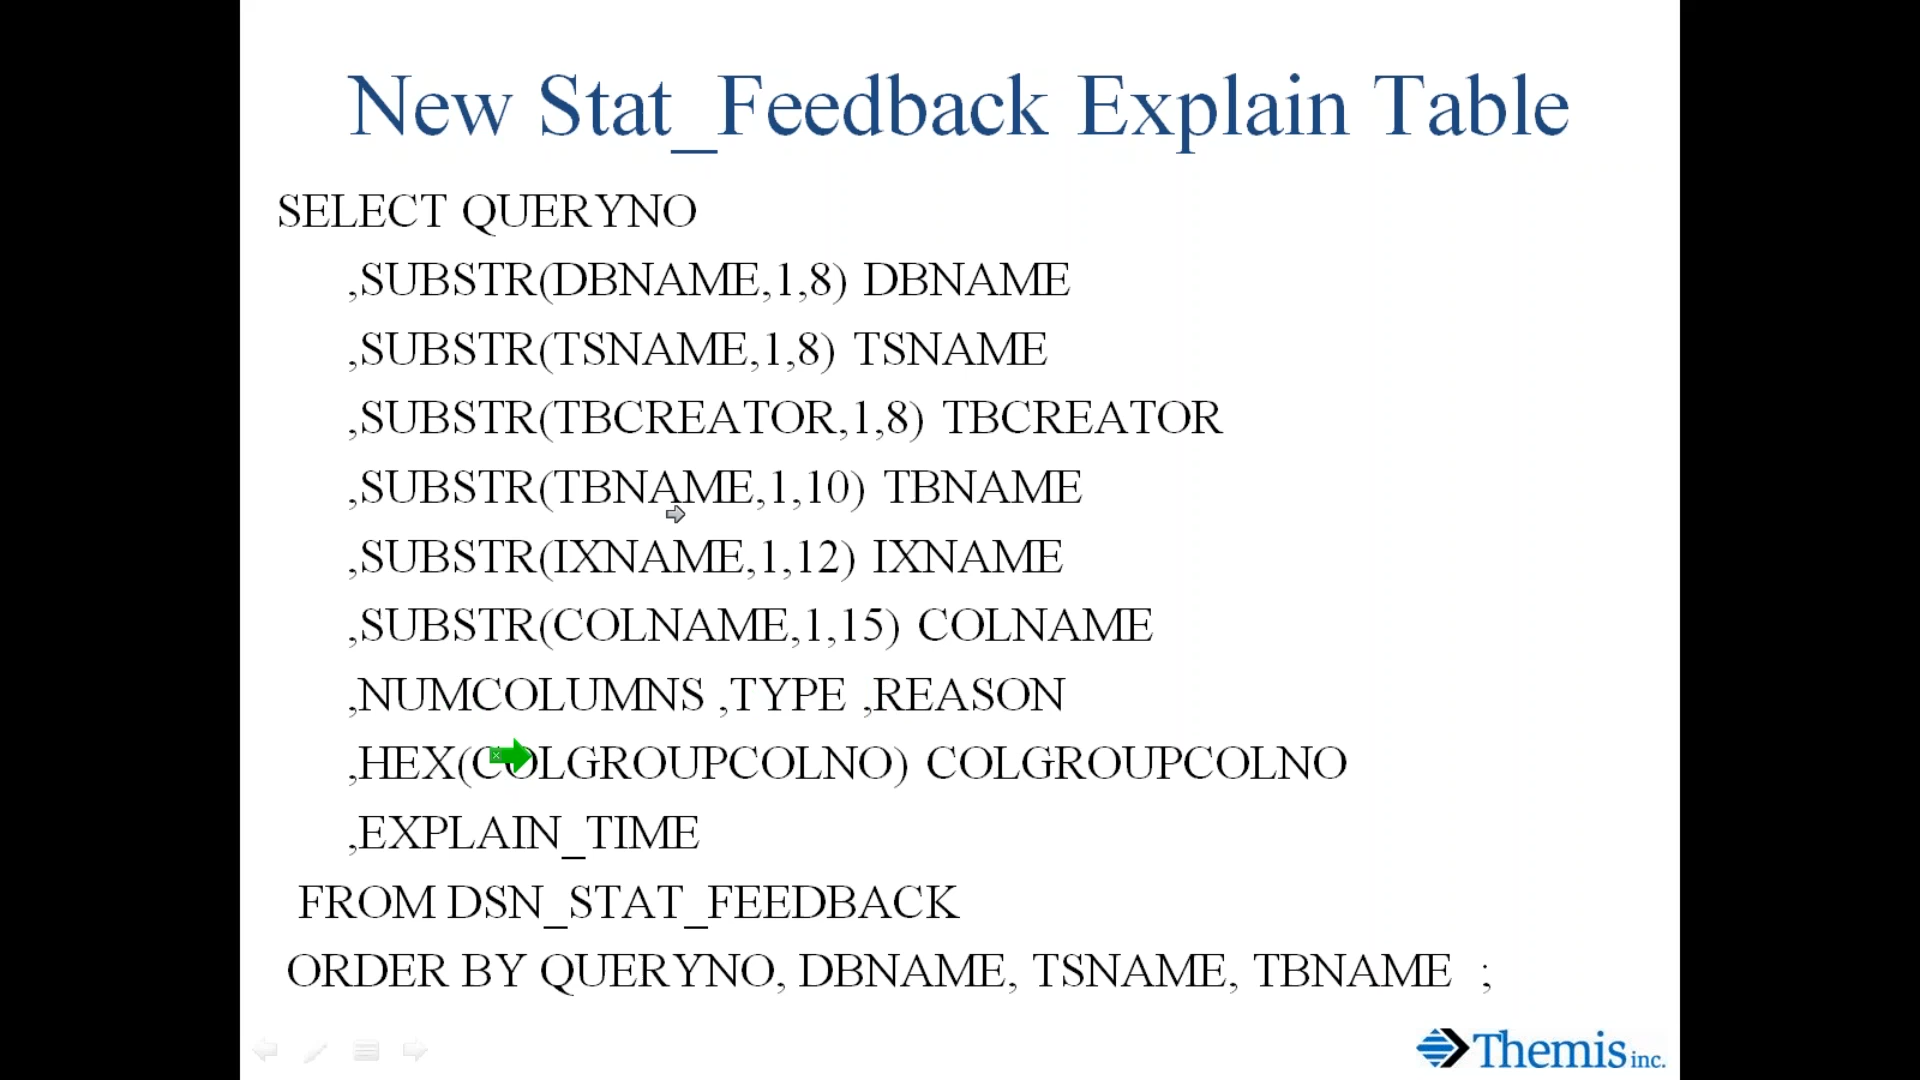 New Stat_Feedback Explain Table
SELECT QUERYNO
,SUBSTR(DBNAME,1,8) DBNAME
,SUBSTR(TSNAME,1,8) TSNAME
,SUBSTR(TBCREATOR,1,8) TBCREATOR
,SUBSTR(TBNAME,1,10) TBNAME
,SUBSTR(IXNAME,1,12) IXNAME
,SUBSTR(COLNAME,1,15) COLNAME
,NUMCOLUMNS ,TYPE ,REASON
,HEX(COLGROUPCOLNO) COLGROUPCOLNO
,EXPLAIN_TIME
FROM DSN_STAT_FEEDBACK
ORDER BY QUERYNO, DBNAME, TSNAME, TBNAME ;
Themis inc.